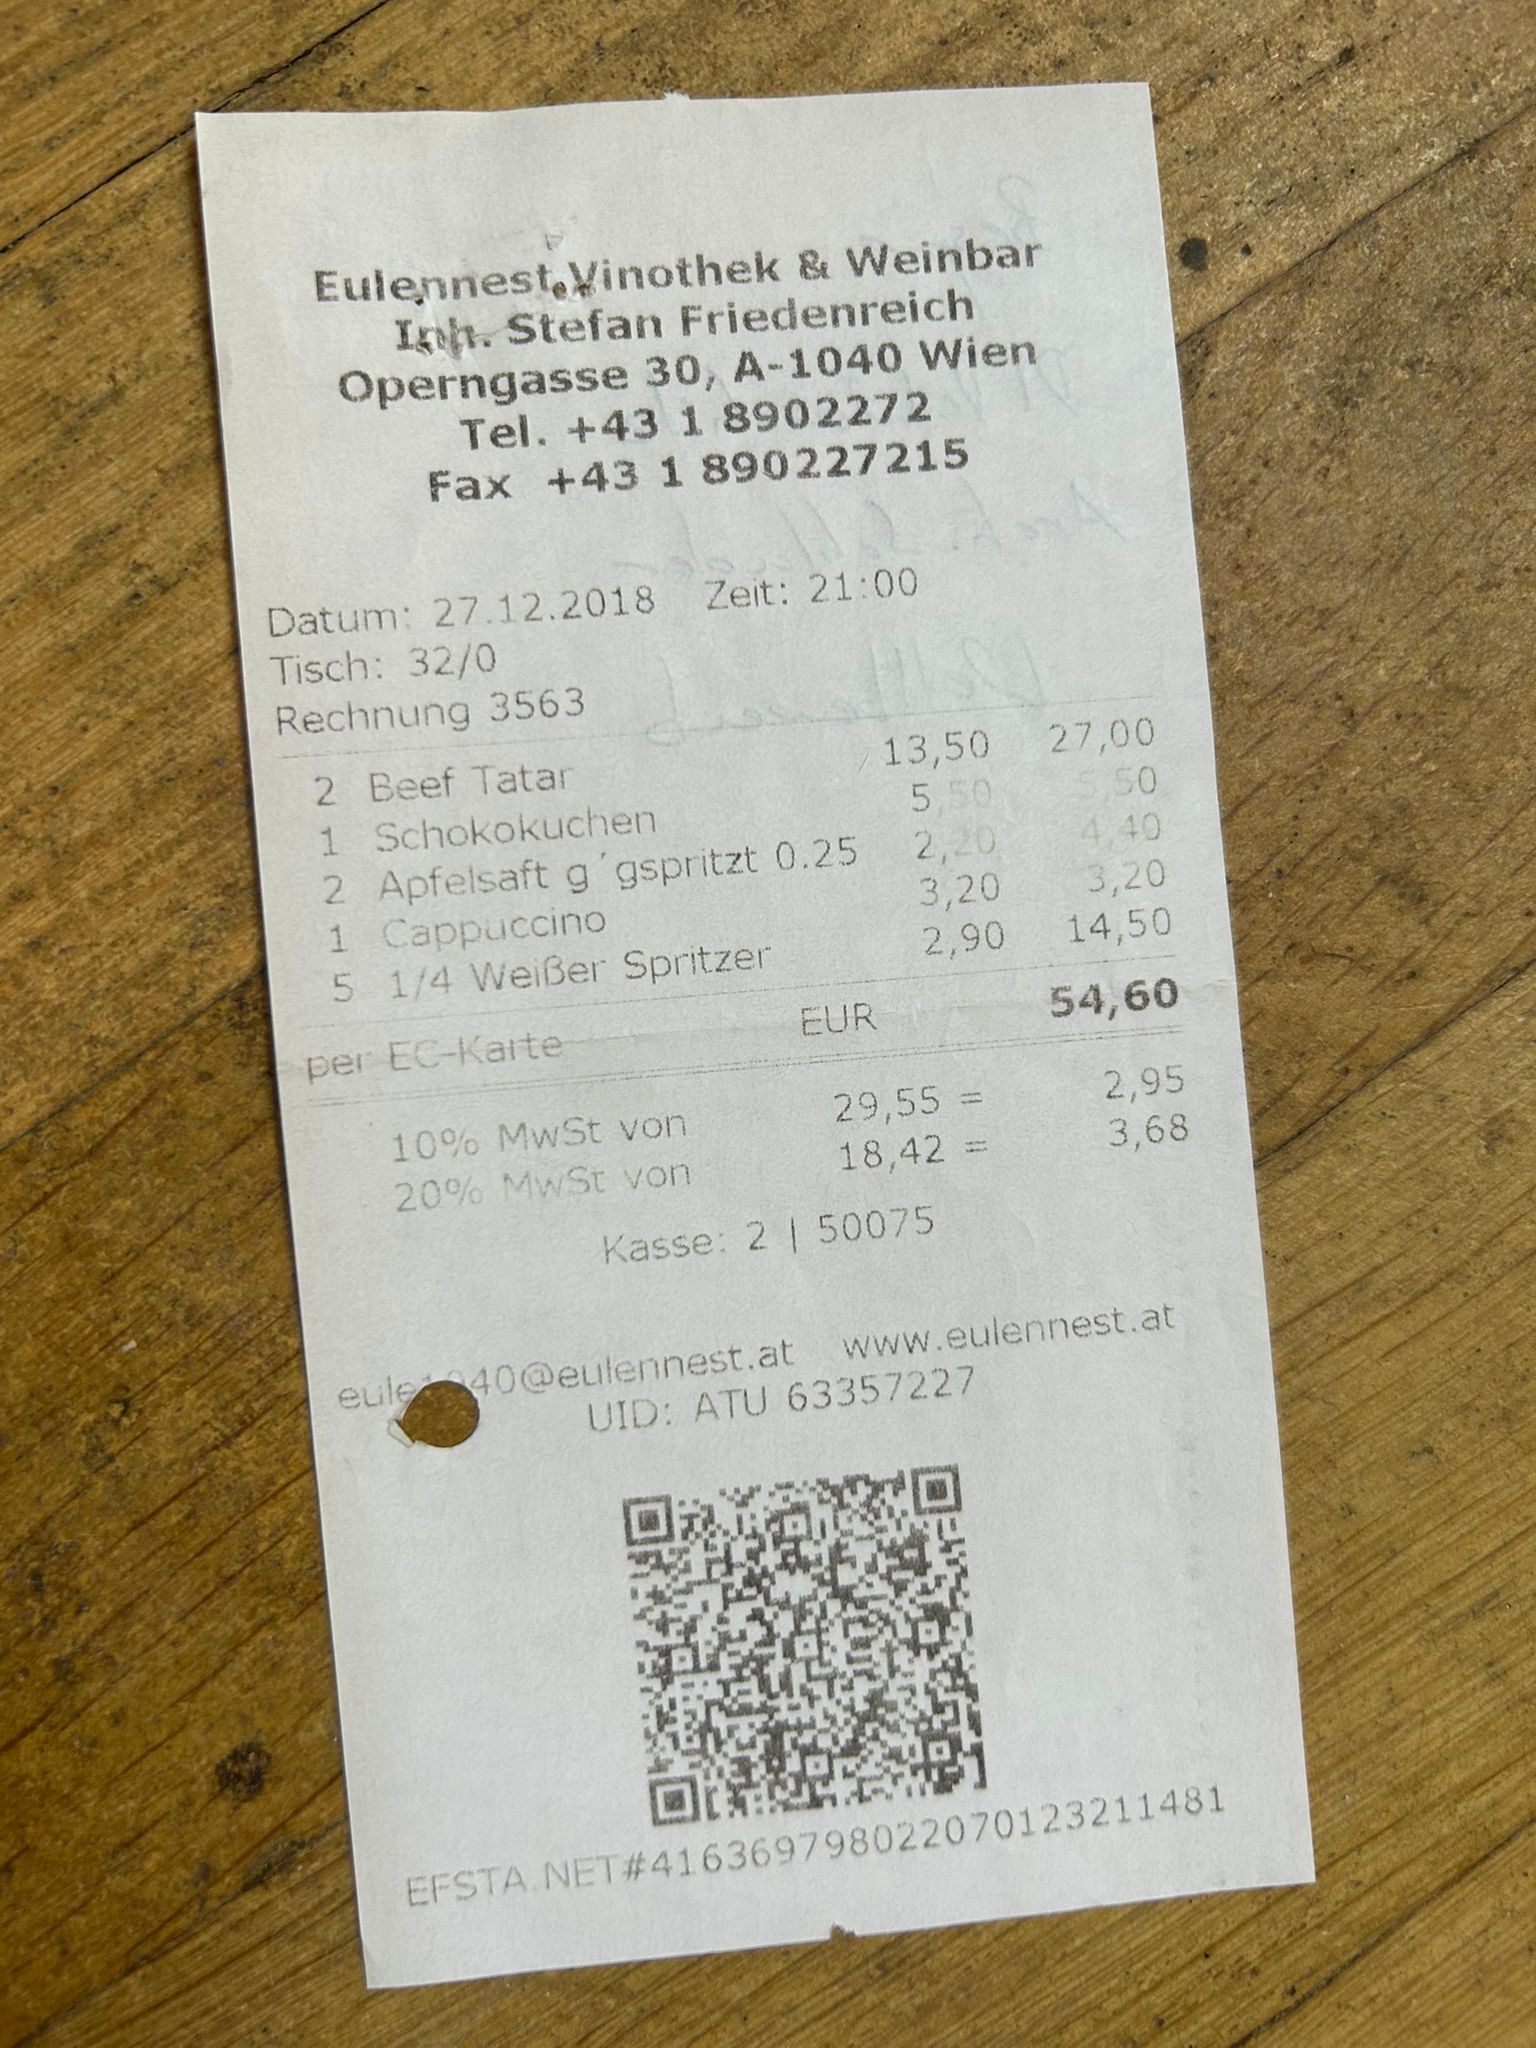 Eulennest Vinothek & Weinbar
Inh. Stefan Friedenreich
Operngasse 30, A-1040 Wien
Tel. +43 1 8902272
Fax +43 1 890227215
Datum: 27.12.2018 Zeit: 21:00
Tisch: 32/0
Rechnung 3563
2 Beef Tatar 13,50 27,00
1 Schokokuchen 5,50 5,50
2 Apfelsaft g´gspritzt 0.25 2,20 4,40
1 Cappuccino 3,20 3,20
5 1/4 Weißer Spritzer 2,90 14,50
per EC-Karte EUR 54,60
10% MwSt von 29,55 = 2,95
20% MwSt von 18,42 = 3,68
Kasse: 2 | 50075
www.eulennest.at
UID: ATU 63357227
EFSTA.NET#41636979802207012321​1481